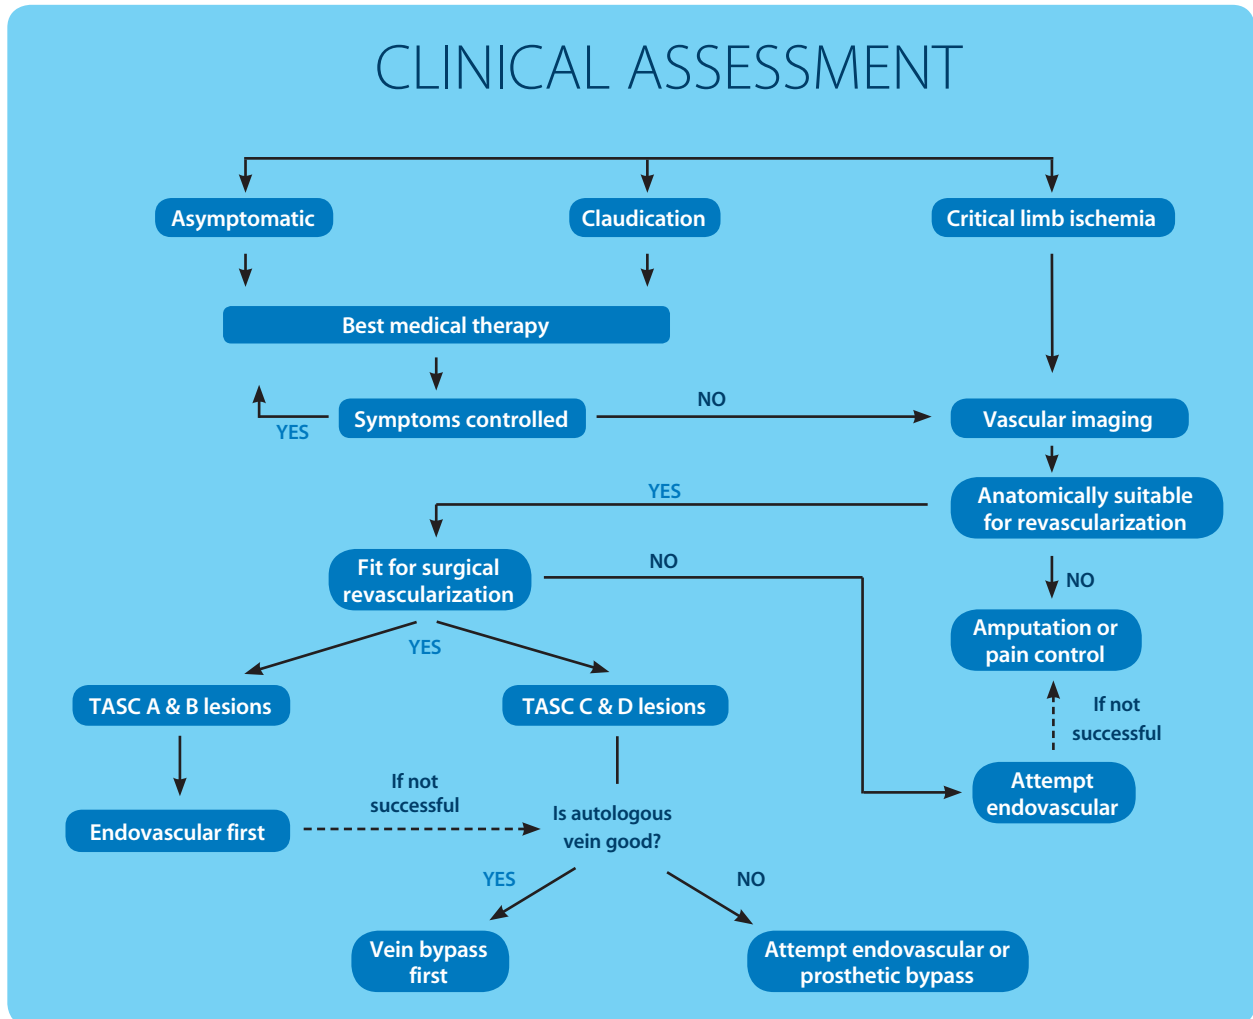 CLINICAL ASSESSMENT
Asymptomatic
Claudication
Critical limb ischemia
Best medical therapy
YES
Symptoms controlled
NO
Vascular imaging
YES
Anatomically suitable
for revascularization
Fit for surgical
revascularization
NO
NO
YES
Amputation or
pain control
TASC A & B lesions
TASC C & D lesions
If not
successful
If not
successful
Attempt
endovascular
Endovascular first
Is autologous
vein good?
YES
NO
Vein bypass
first
Attempt endovascular or
prosthetic bypass